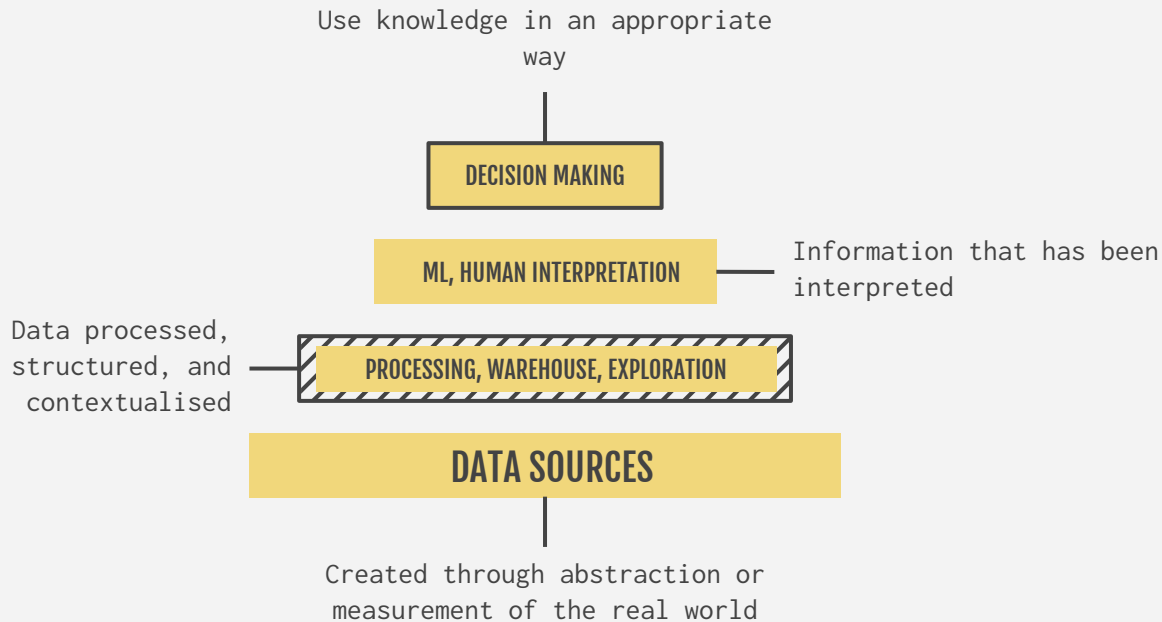 Use knowledge in an appropriate
way
DECISION MAKING
ML, HUMAN INTERPRETATION
Information that has been
interpreted
Data processed,
structured, and
contextualised
PROCESSING, WAREHOUSE, EXPLORATION
DATA SOURCES
Created through abstraction or
measurement of the real world